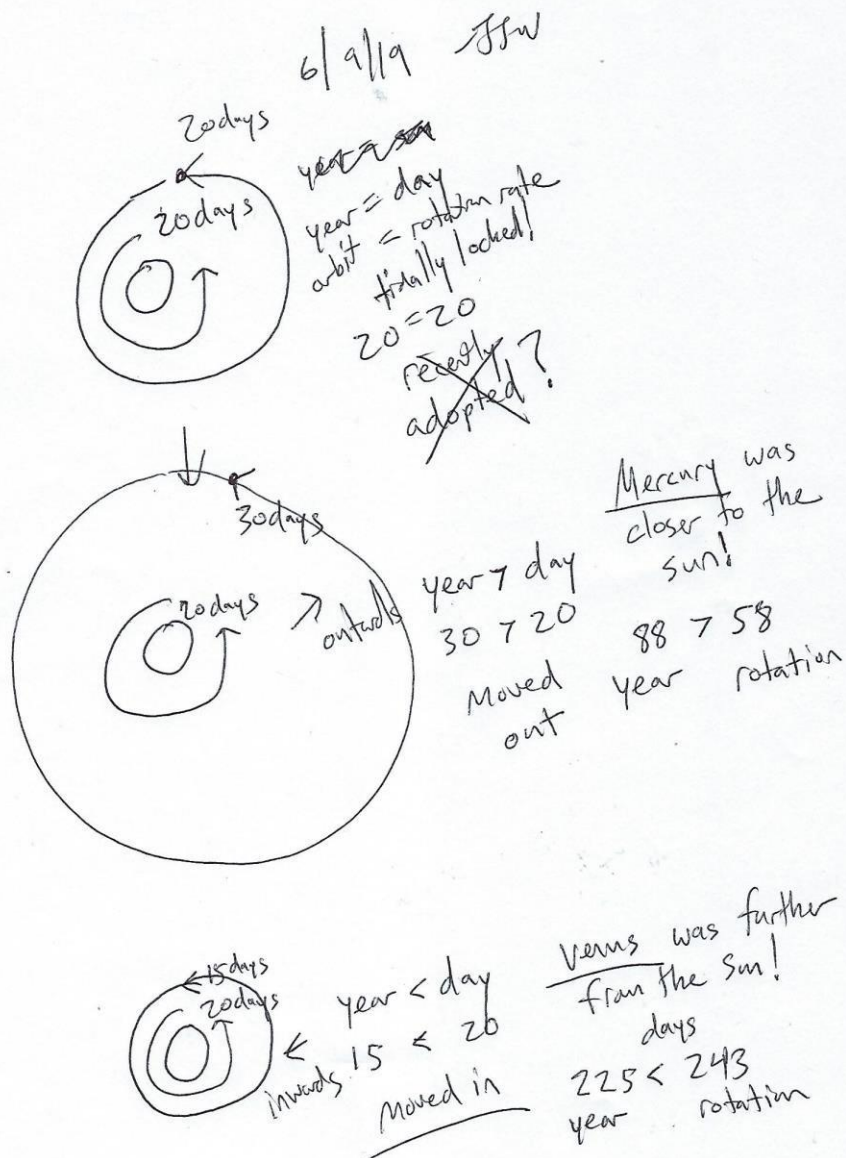 6/9/19 JJW
20 days
20 days
year =
year = day
orbit = rotation rate
tidally locked!
20 = 20
recently
adopted?
30 days
20 days
outwards
year > day
30 > 20
Moved
out
Mercury was
closer to the
sun!
88 > 58
year rotation
15 days
20 days
inwards
year < day
15 < 20
Moved in
Venus was further
from the Sun!
days
225 < 243
year rotation